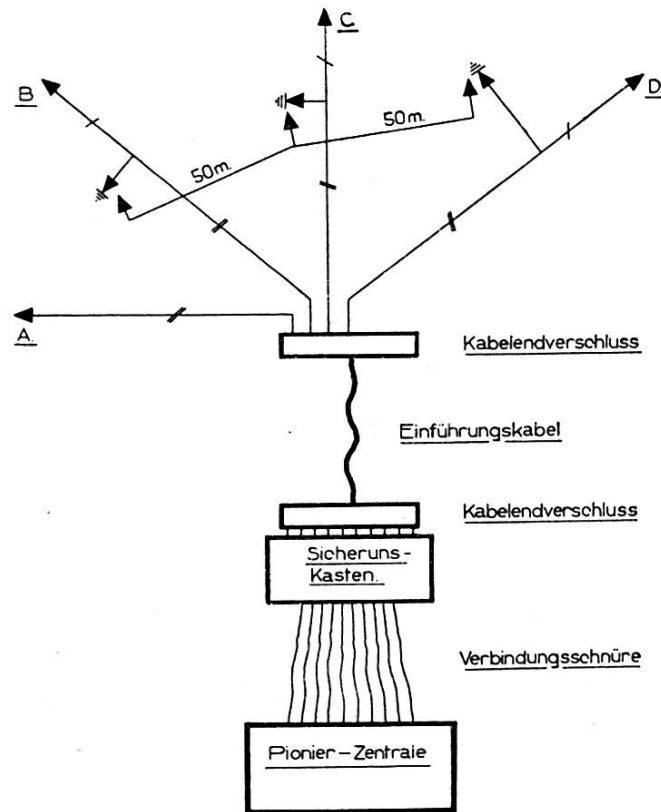 C
B
D
50m.
50m.
A.
Kabelendverschluss
Einführungskabel
Kabelendverschluss
Sicheruns-
Kasten.
Verbindungsschnüre
Pionier-Zentrale